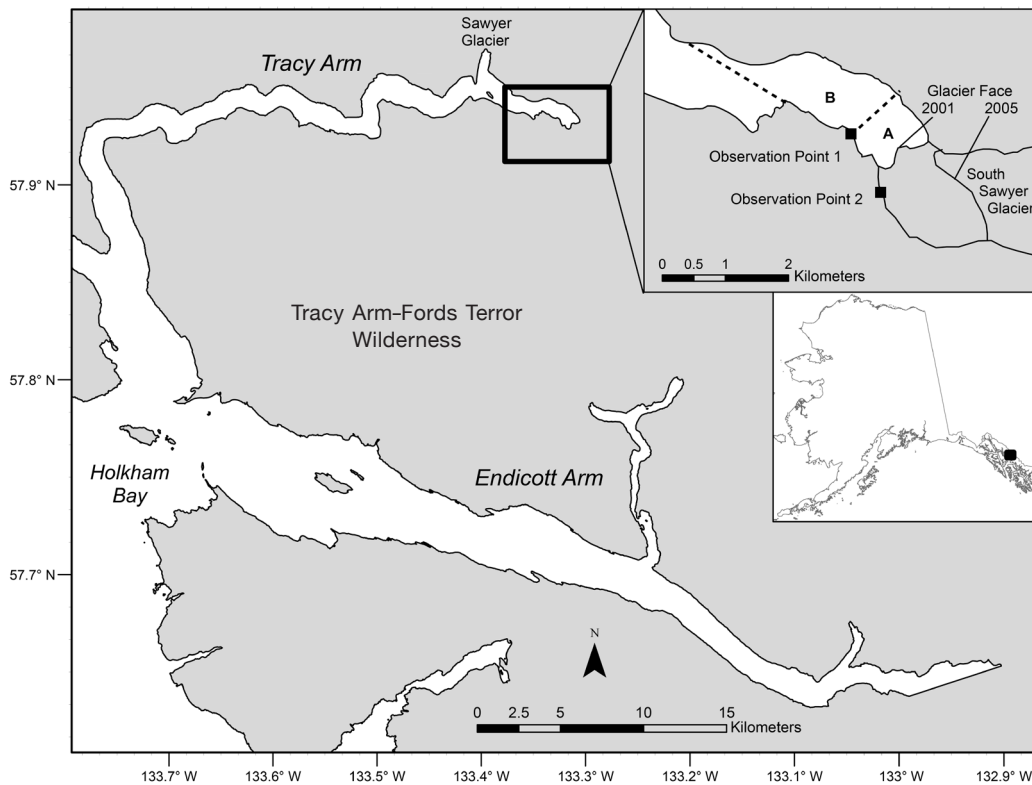 Sawyer
Glacier
Tracy Arm
B
Glacier Face
2001 2005
A
Observation Point 1
South
Sawyer
Glacier
Observation Point 2
0 0.5 1 2
Kilometers
57.9° N
Tracy Arm-Fords Terror
Wilderness
57.8° N
Holkham
Bay
Endicott Arm
57.7° N
N
0 2.5 5 10 15
Kilometers
133.7° W 133.6° W 133.5° W 133.4° W 133.3° W 133.2° W 133.1° W 133° W 132.9° W